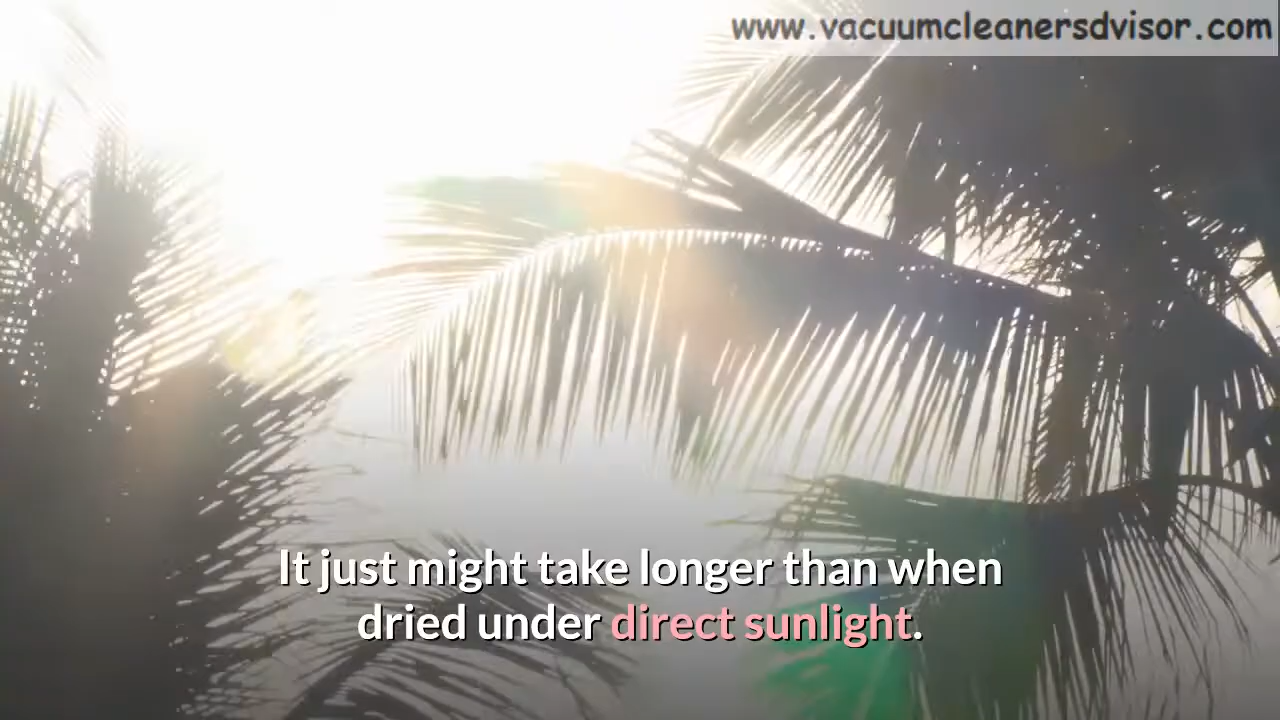 www.vacuumcleanersdvisor.com
It just might take longer than when
dried under direct sunlight.